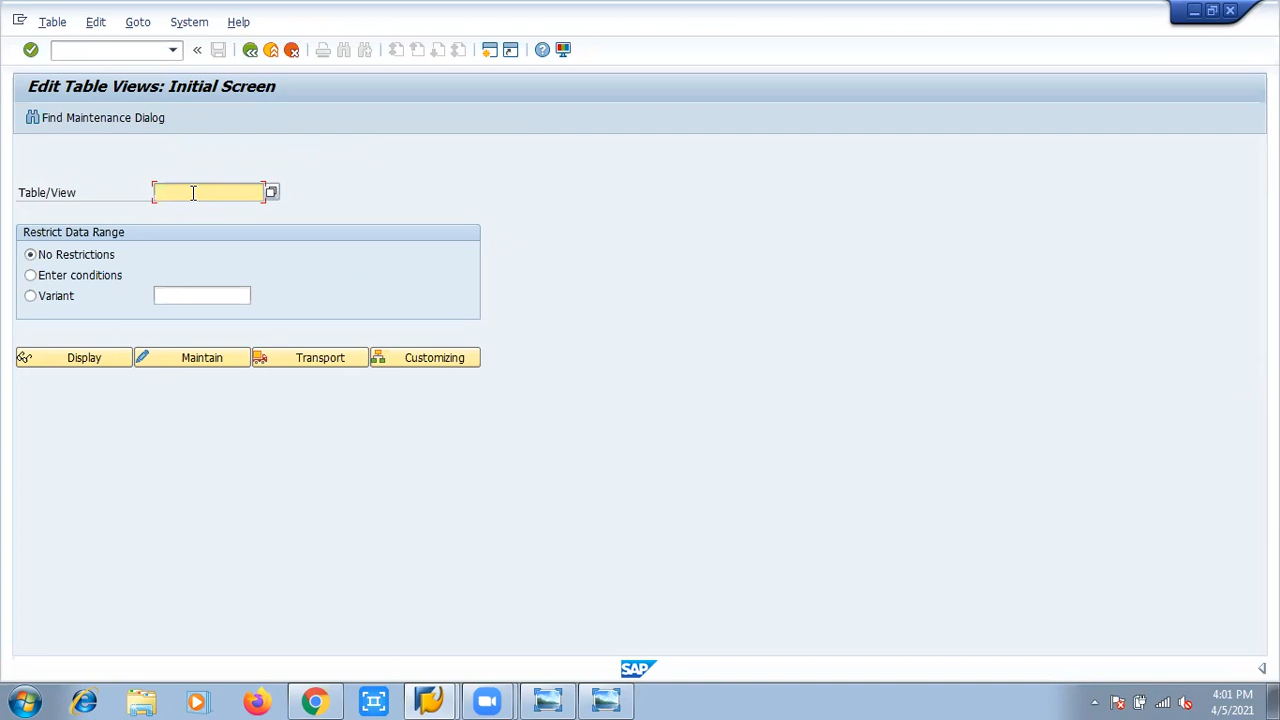 Table Edit Goto System Help
Edit Table Views: Initial Screen
Find Maintenance Dialog
Table/View
Restrict Data Range
No Restrictions
Enter conditions
Variant
Display Maintain Transport Customizing
SAP
4:01 PM
4/5/2021